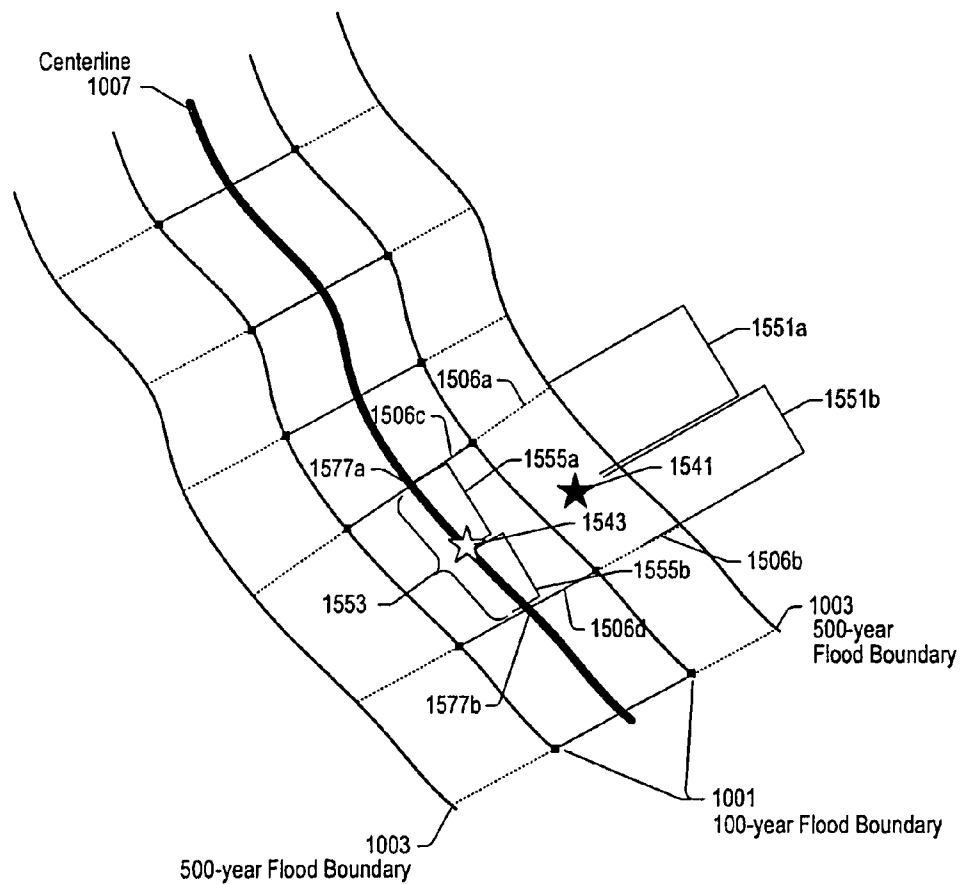 Centerline
1007
1551a
1506a
1551b
1506c
1555a
1577a
1541
1543
1506b
1555b
1553
1506d
1003
500-year
Flood Boundary
1577b
1001
100-year Flood Boundary
1003
500-year Flood Boundary